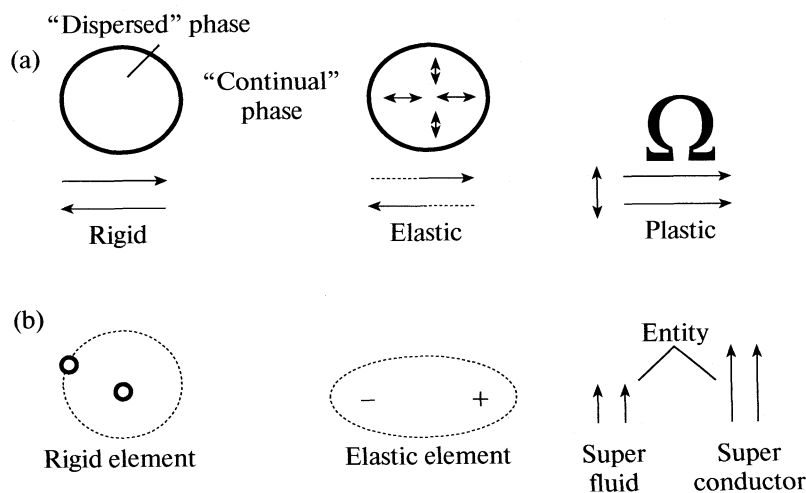 “Dispersed” phase
(a)
“Continual”
phase
Ω
Rigid
Elastic
Plastic
(b)
Entity
− +
Rigid element
Elastic element
Super
fluid
Super
conductor